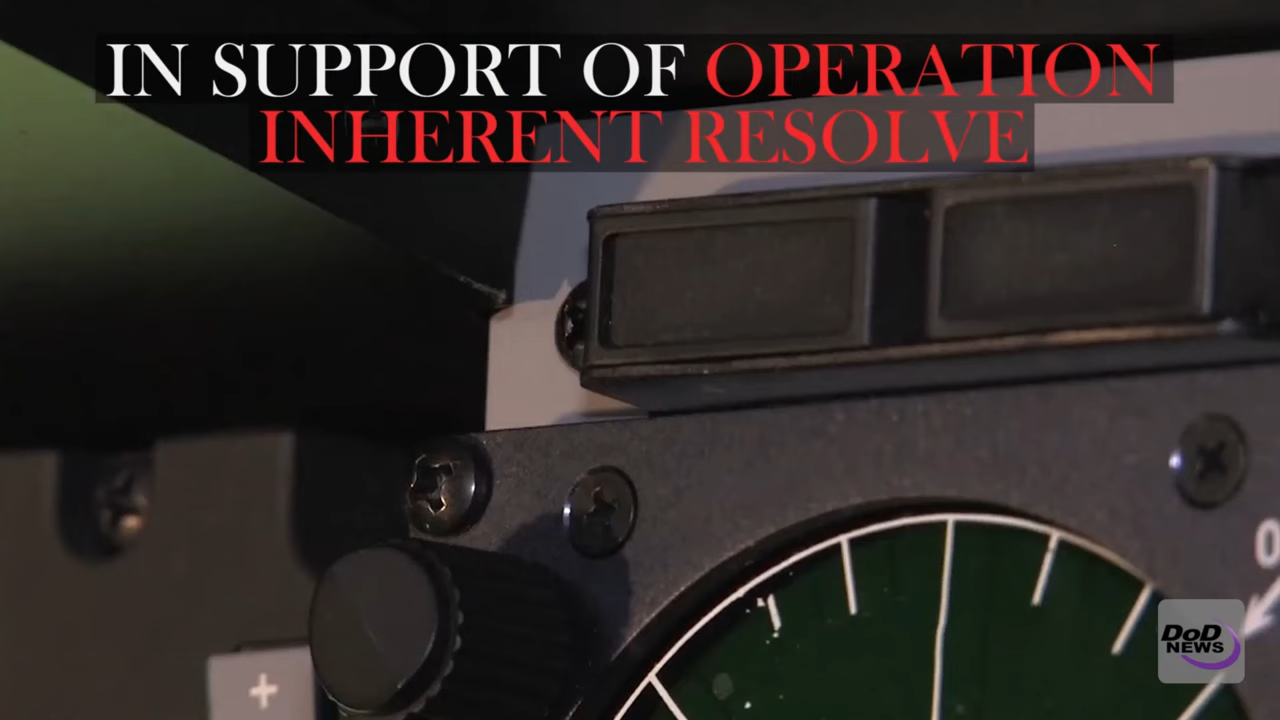 IN SUPPORT OF OPERATION
INHERENT RESOLVE
+
0
DoD
NEWS